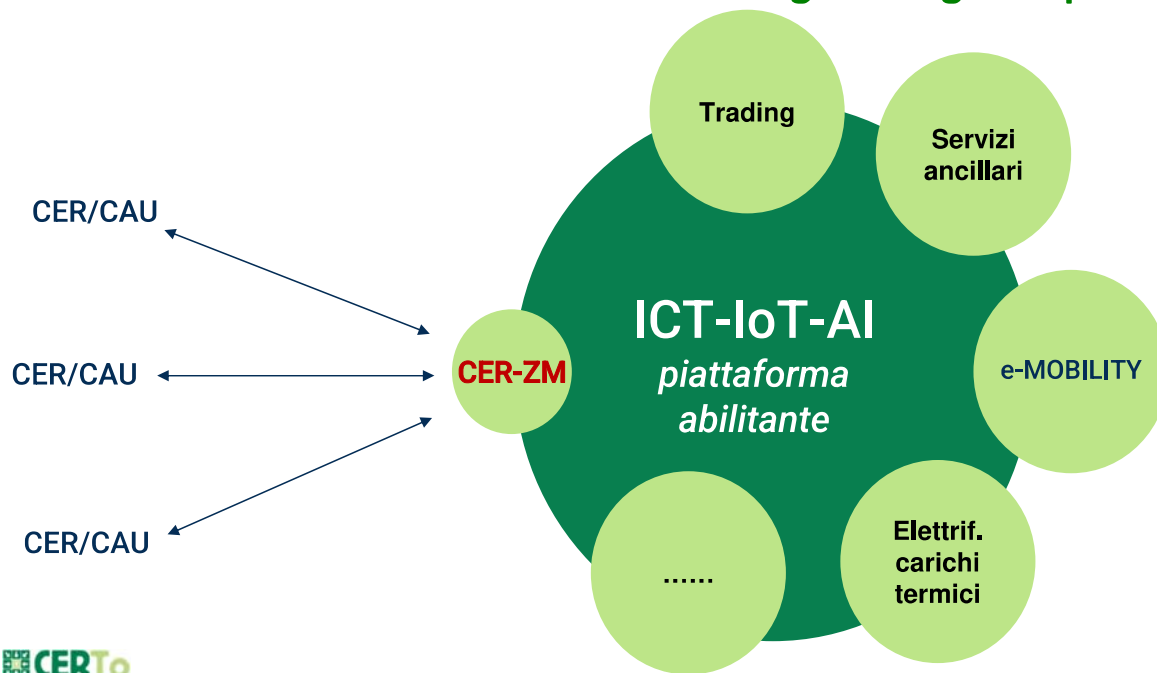 Trading
Servizi
ancillari
CER/CAU
ICT-IoT-AI
piattaforma
abilitante
CER-ZM
CER/CAU
e-MOBILITY
CER/CAU
Elettrif.
carichi
termici
......
CERTo